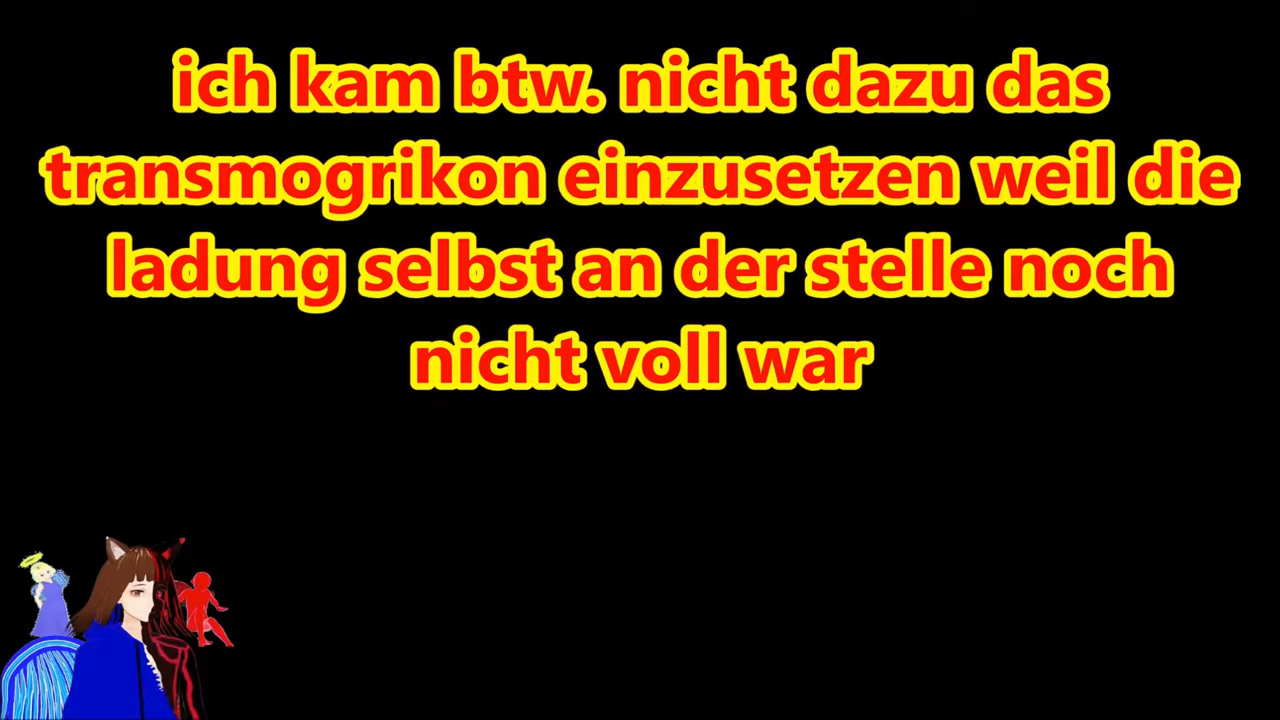 ich kam btw. nicht dazu das
transmogrikon einzusetzen weil die
ladung selbst an der stelle noch
nicht voll war